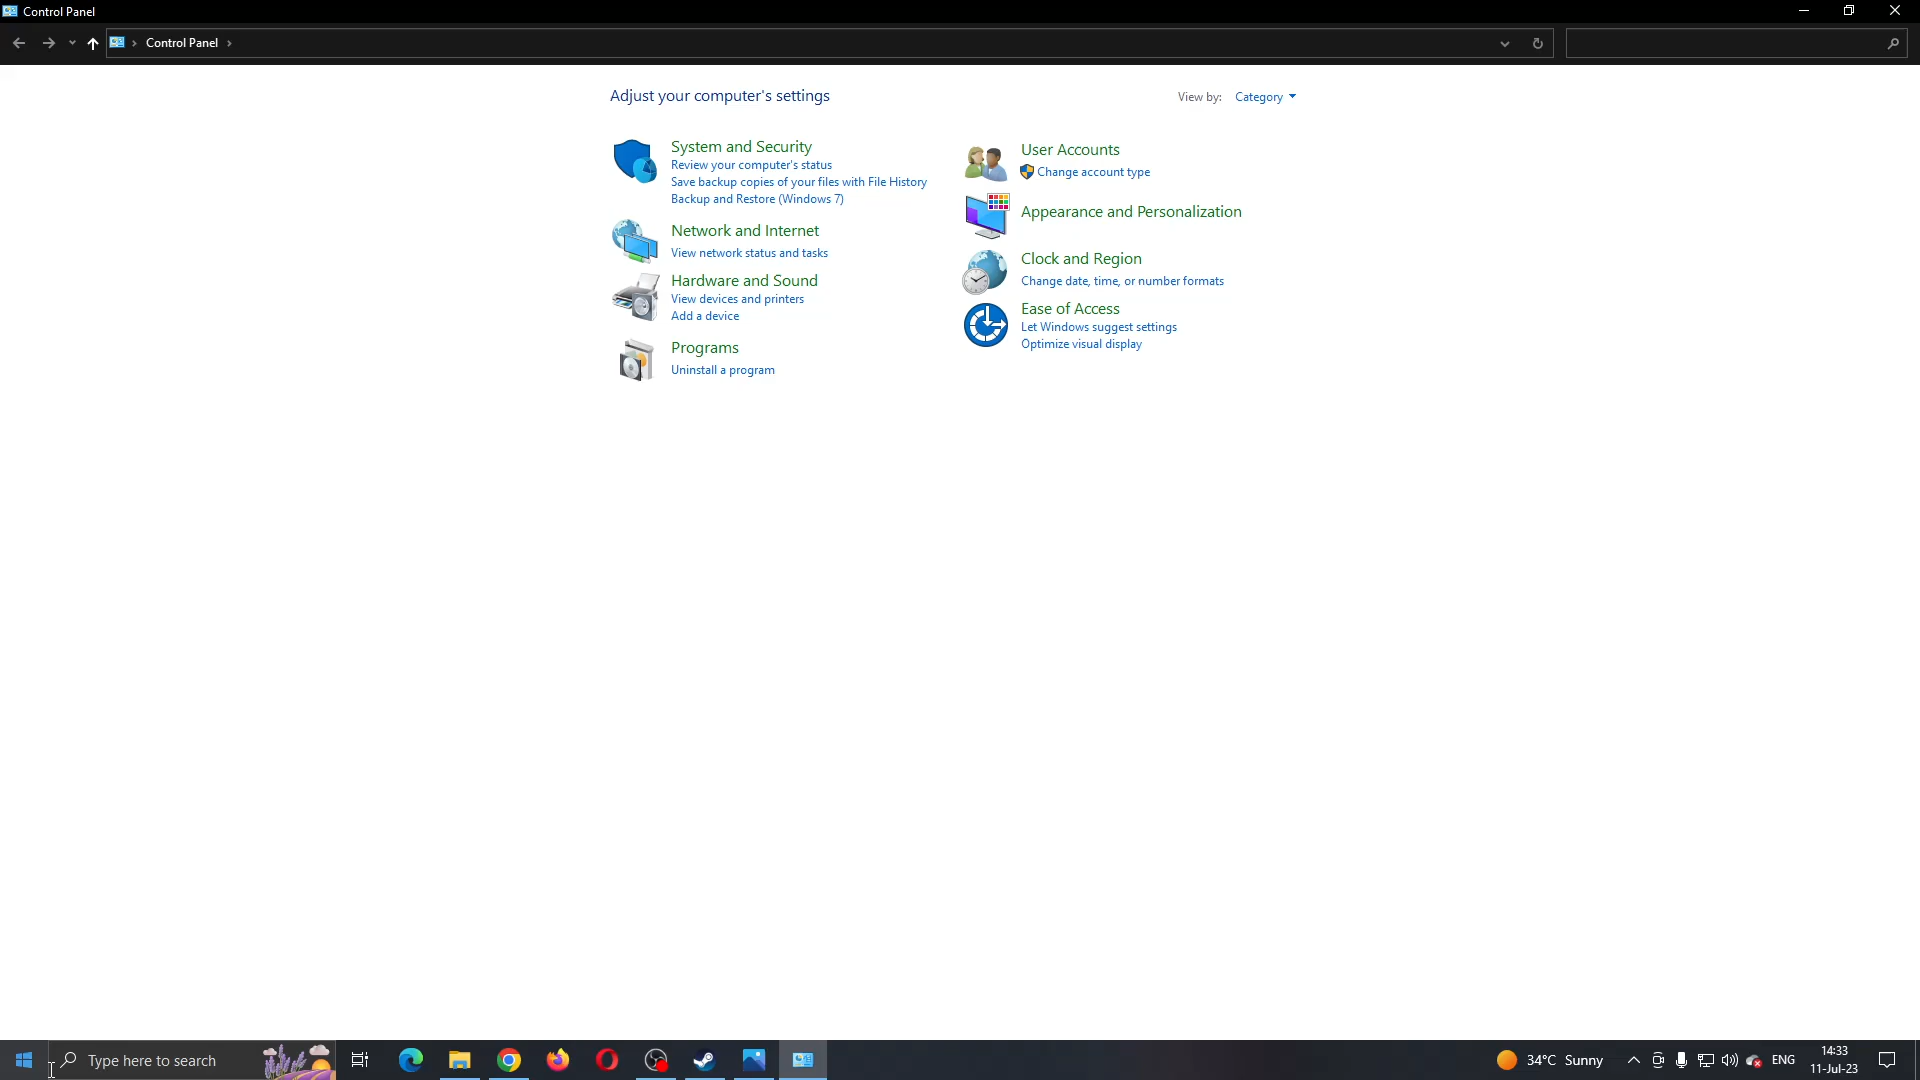 Control Panel
Control Panel
Adjust your computer's settings
View by: Category
System and Security
Review your computer's status
Save backup copies of your files with File History
Backup and Restore (Windows 7)
Network and Internet
View network status and tasks
Hardware and Sound
View devices and printers
Add a device
Programs
Uninstall a program
User Accounts
Change account type
Appearance and Personalization
Clock and Region
Change date, time, or number formats
Ease of Access
Let Windows suggest settings
Optimize visual display
Type here to search
34°C Sunny
ENG
14:33
11-Jul-23